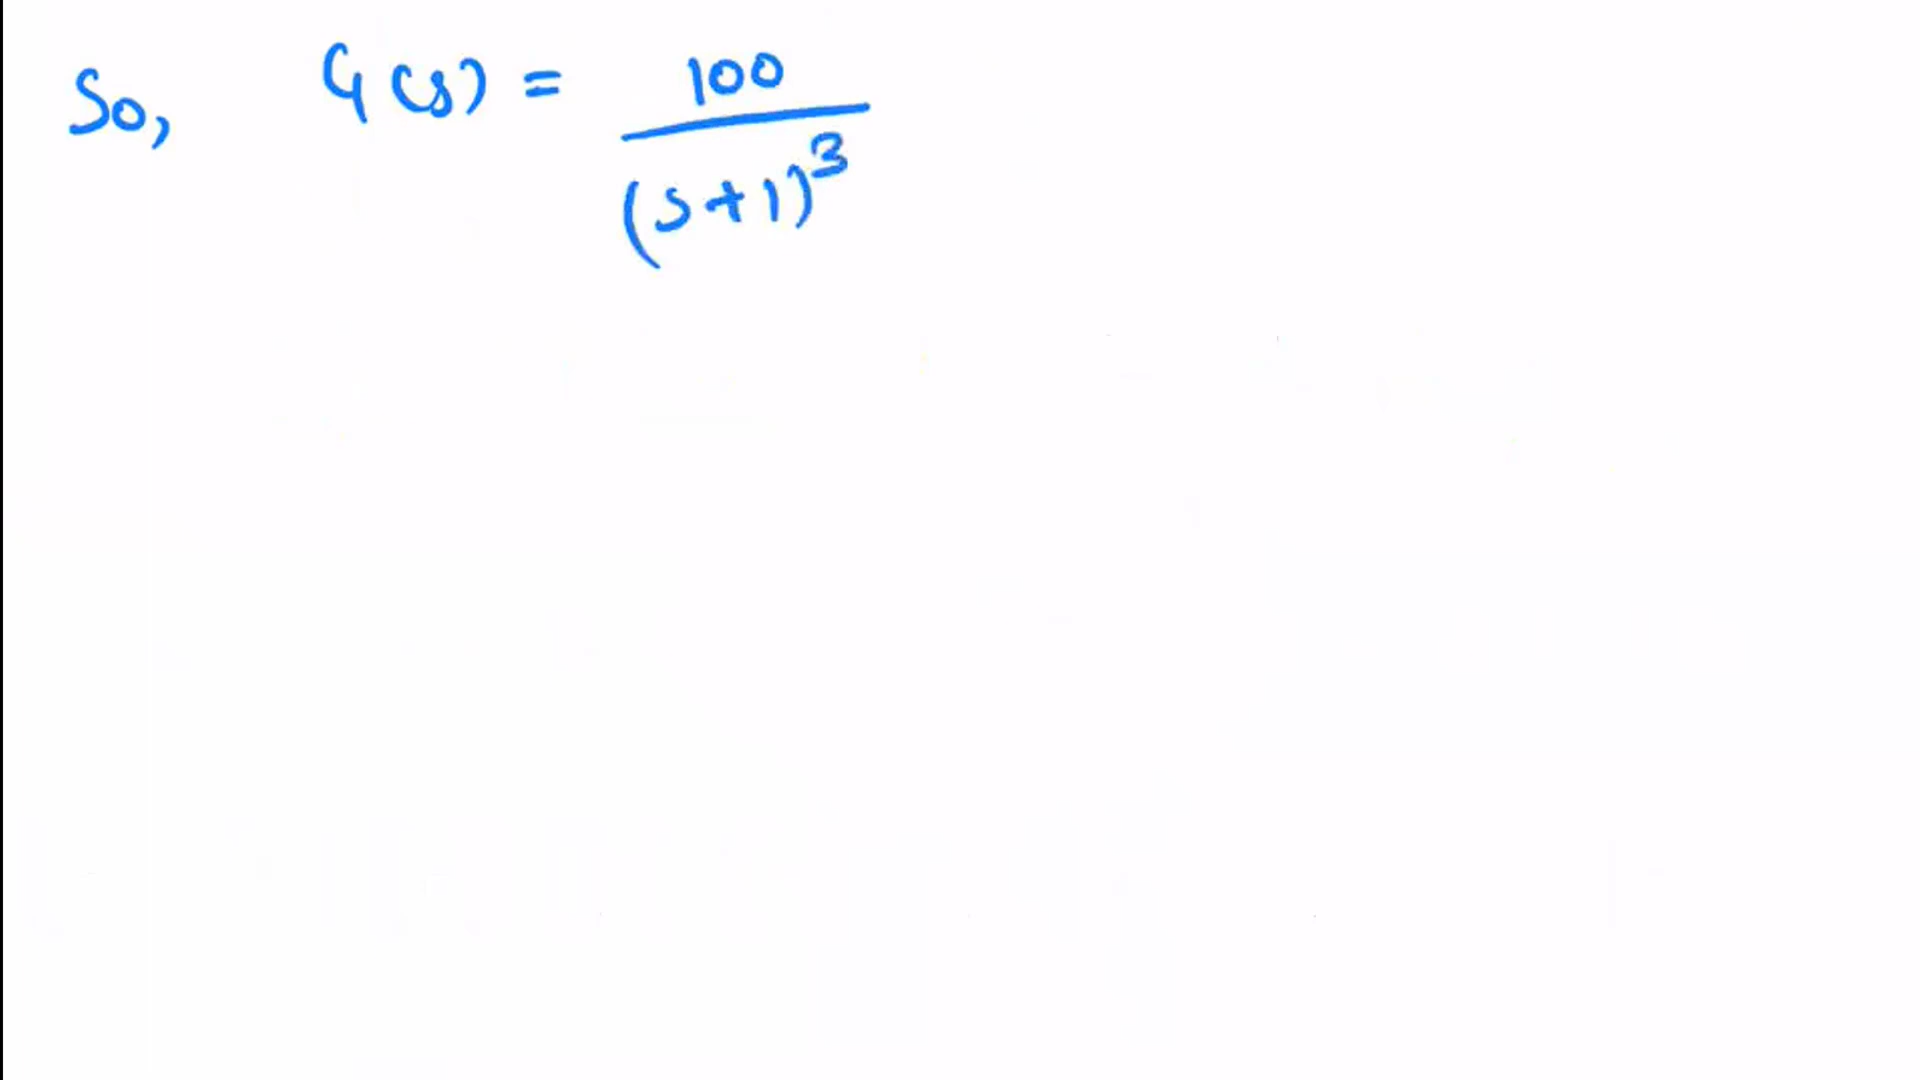 So, G(s) = 100 / (s+1)^3